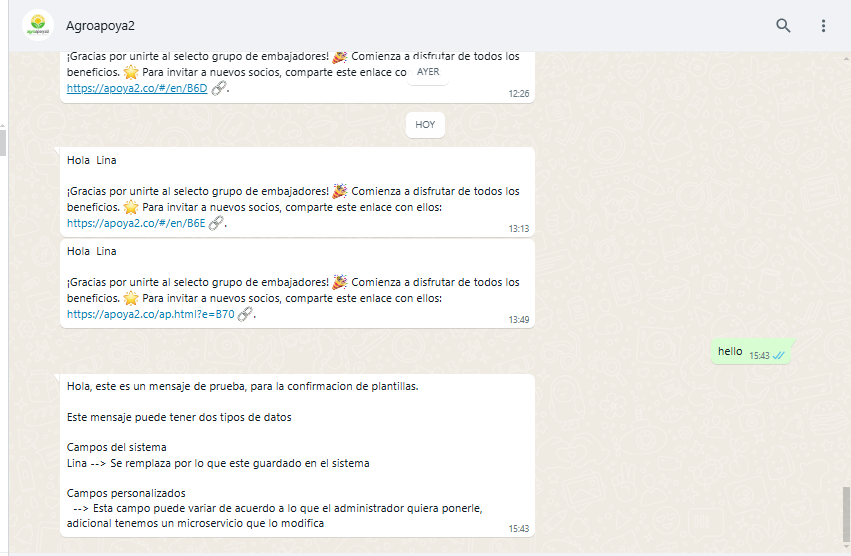 Agroapoya2
¡Gracias por unirte al selecto grupo de embajadores! 🎉 Comienza a disfrutar de todos los
beneficios. 🌟 Para invitar a nuevos socios, comparte este enlace co
AYER
https://apoya2.co/#/en/B6D 🔗.
12:26
HOY
Hola  Lina
¡Gracias por unirte al selecto grupo de embajadores! 🎉 Comienza a disfrutar de todos los
beneficios. 🌟 Para invitar a nuevos socios, comparte este enlace con ellos:
https://apoya2.co/#/en/B6E 🔗.
13:13
Hola  Lina
¡Gracias por unirte al selecto grupo de embajadores! 🎉 Comienza a disfrutar de todos los
beneficios. 🌟 Para invitar a nuevos socios, comparte este enlace con ellos:
https://apoya2.co/ap.html?e=B70 🔗.
13:49
hello 15:43
Hola, este es un mensaje de prueba, para la confirmacion de plantillas.
Este mensaje puede tener dos tipos de datos
Campos del sistema
Lina --> Se remplaza por lo que este guardado en el sistema
Campos personalizados
--> Esta campo puede variar de acuerdo a lo que el administrador quiera ponerle,
adicional tenemos un microservicio que lo modifica
15:43